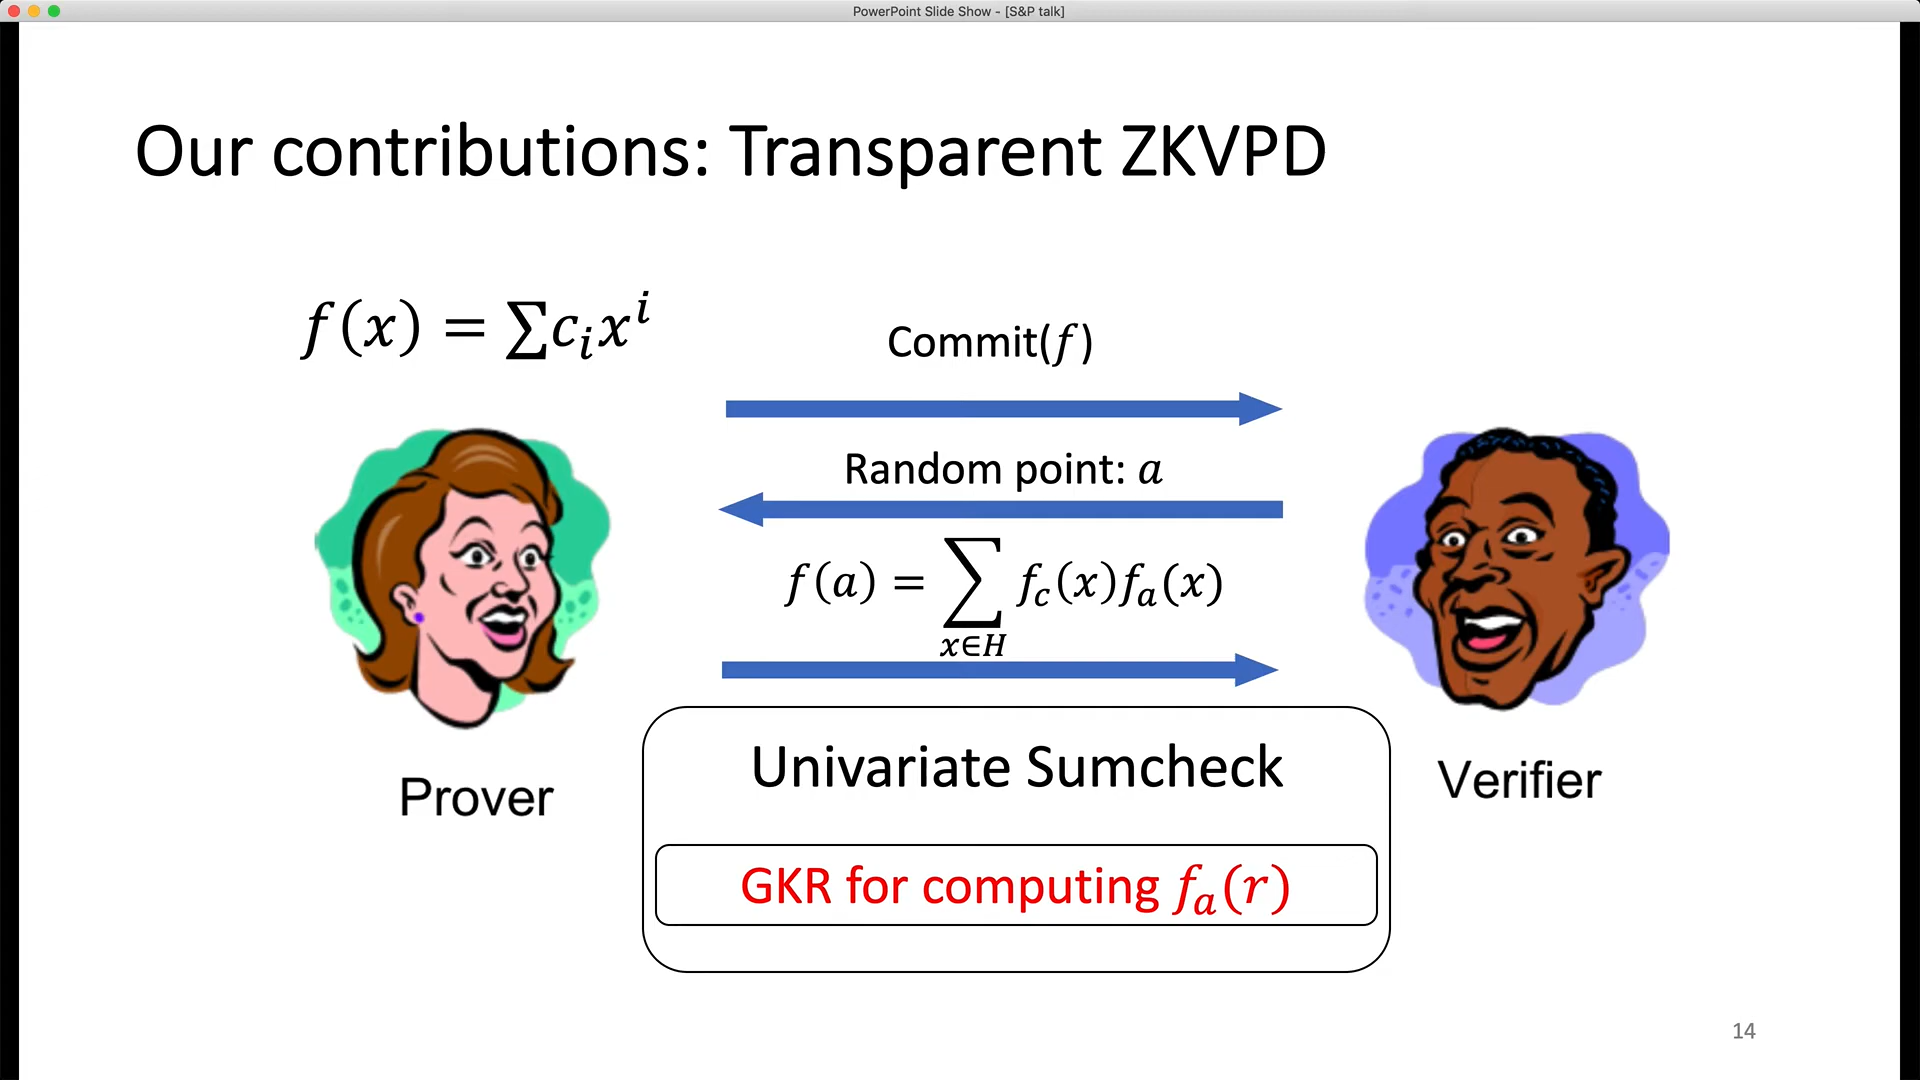 PowerPoint Slide Show - [S&P talk]
Our contributions: Transparent ZKVPD
f(x) = ∑cᵢxⁱ
Commit(f)
Random point: a
f(a) = ∑ f_c(x)f_a(x)
x∈H
Univariate Sumcheck
Prover
Verifier
GKR for computing f_a(r)
14